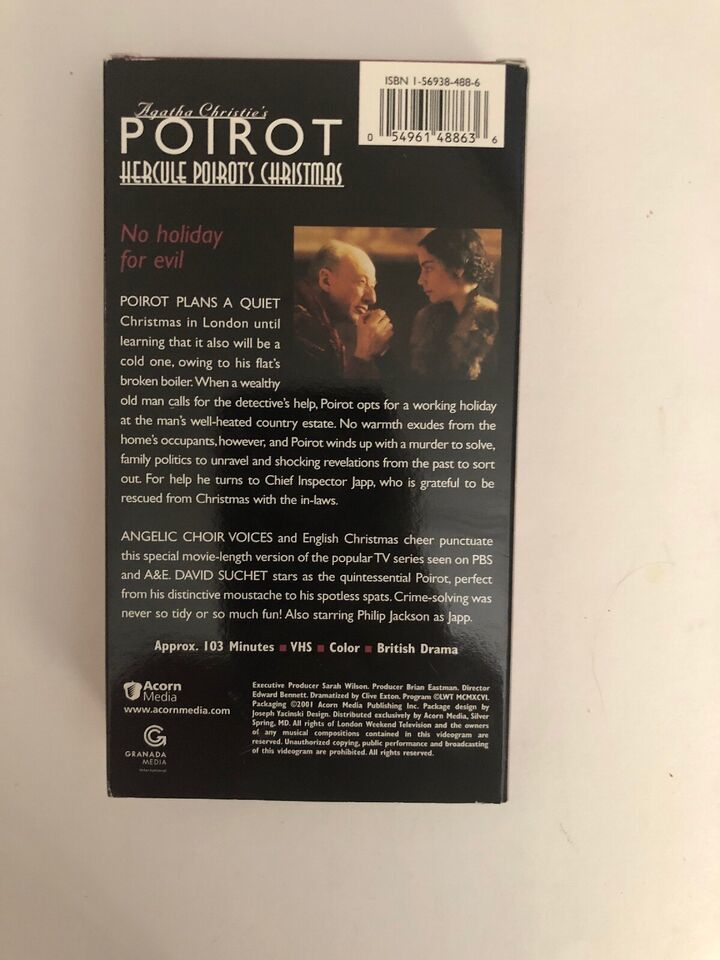 ISBN 1-56938-488-6
0 54961 48863 6
Agatha Christie's
POIROT
HERCULE POIROT'S CHRISTMAS
No holiday
for evil
POIROT PLANS A QUIET
Christmas in London until
learning that it also will be a
cold one, owing to his flat's
broken boiler. When a wealthy
old man calls for the detective's help, Poirot opts for a working holiday
at the man's well-heated country estate. No warmth exudes from the
home's occupants, however, and Poirot winds up with a murder to solve,
family politics to unravel and shocking revelations from the past to sort
out. For help he turns to Chief Inspector Japp, who is grateful to be
rescued from Christmas with the in-laws.
ANGELIC CHOIR VOICES and English Christmas cheer punctuate
this special movie-length version of the popular TV series seen on PBS
and A&E. DAVID SUCHET stars as the quintessential Poirot, perfect
from his distinctive moustache to his spotless spats. Crime-solving was
never so tidy or so much fun! Also starring Philip Jackson as Japp.
Approx. 103 Minutes ■ VHS ■ Color ■ British Drama
Acorn
Media
www.acornmedia.com
G
GRANADA
MEDIA
International
Executive Producer Sarah Wilson. Producer Brian Eastman. Director
Edward Bennett. Dramatized by Clive Exton. Program ©LWT MCMXCVI.
Packaging ©2001 Acorn Media Publishing Inc. Package design by
Joseph Yacinski Design. Distributed exclusively by Acorn Media, Silver
Spring, MD. All rights of London Weekend Television and the owners
of any musical compositions contained in this videogram are
reserved. Unauthorized copying, public performance and broadcasting
of this videogram are prohibited. All rights reserved.